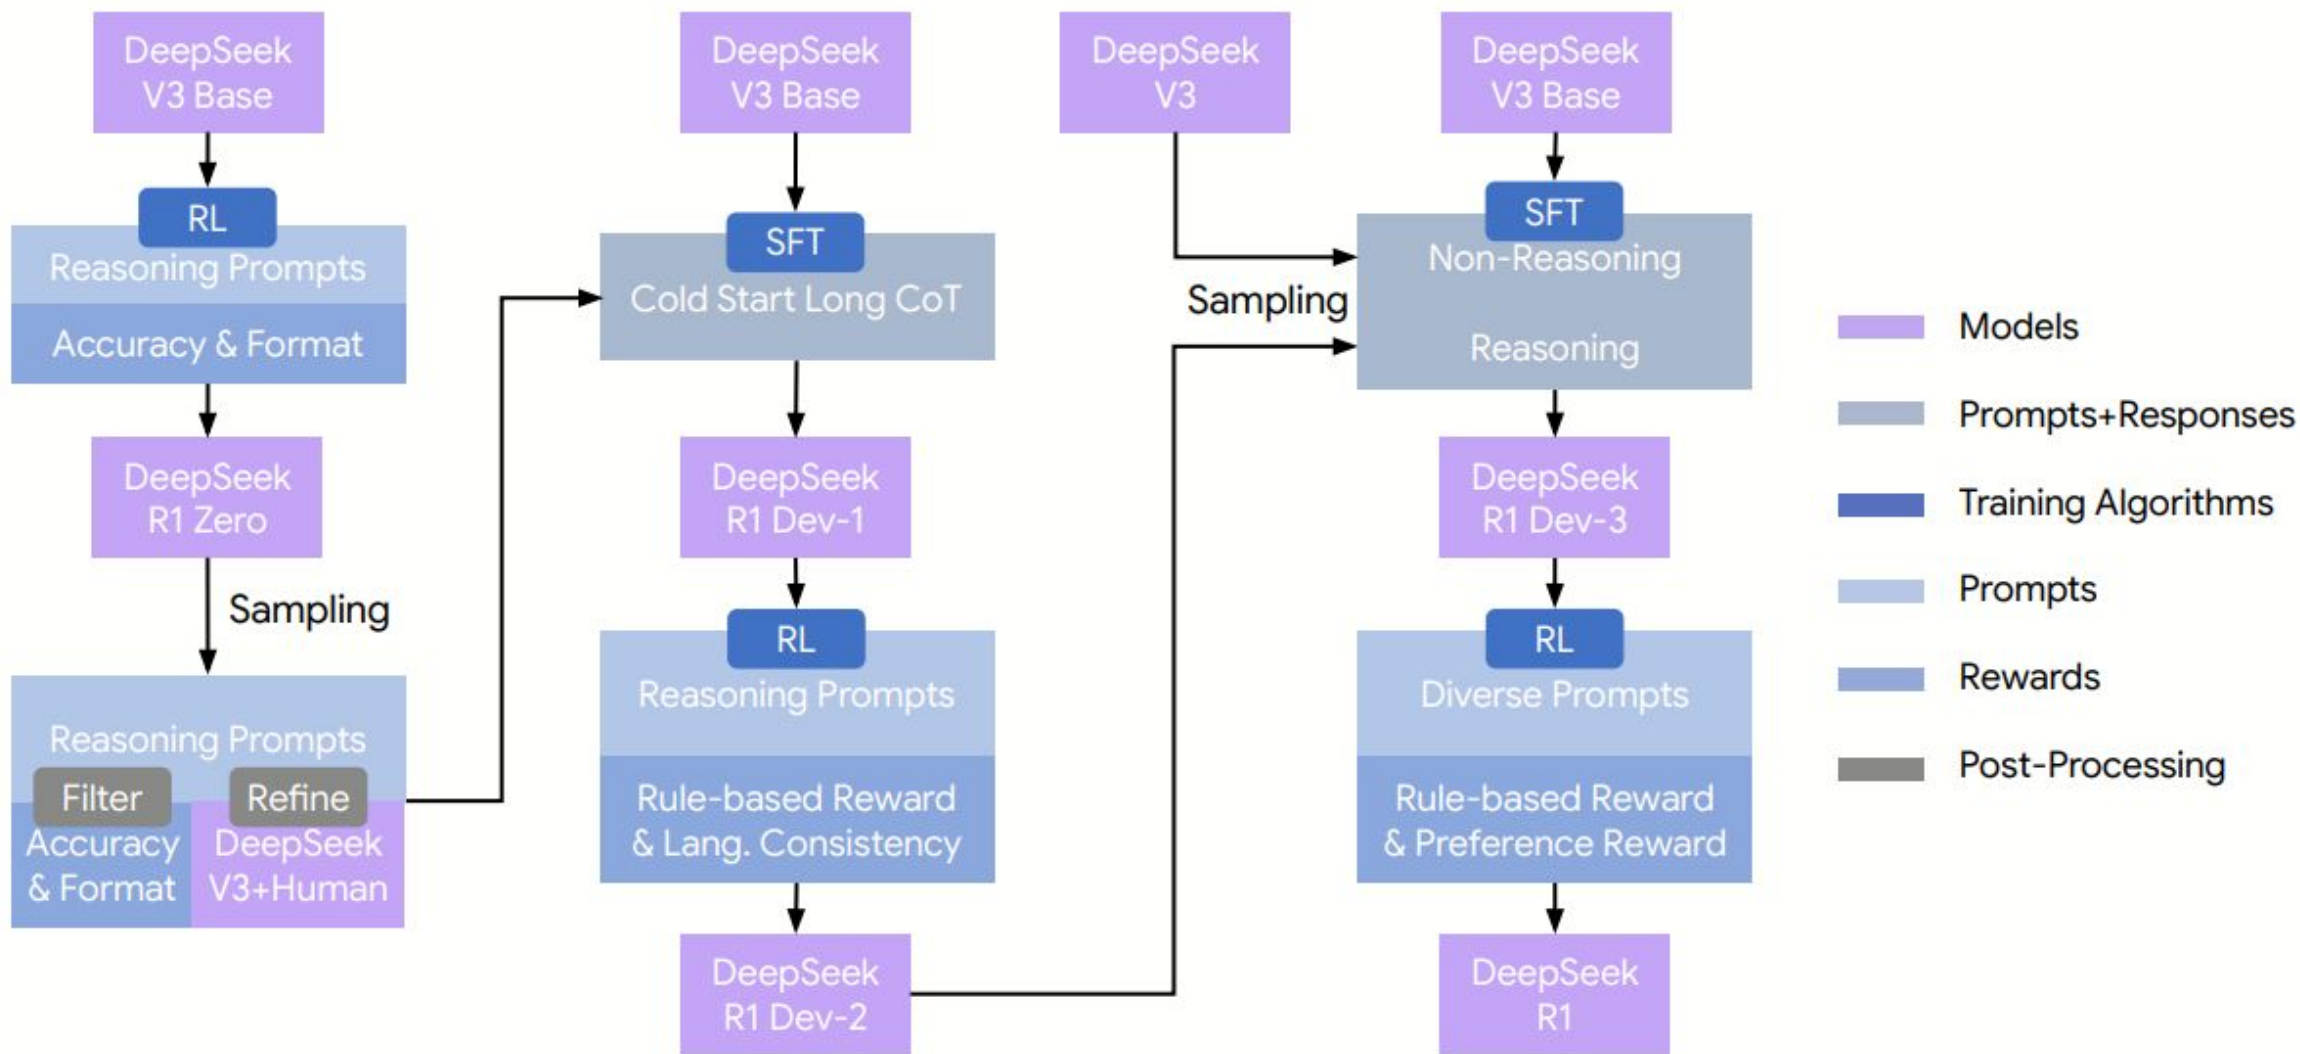 DeepSeek
V3 Base
RL
Reasoning Prompts
Accuracy & Format
DeepSeek
R1 Zero
Sampling
Reasoning Prompts
Filter
Refine
Accuracy
& Format
DeepSeek
V3+Human
DeepSeek
V3 Base
SFT
Cold Start Long CoT
DeepSeek
R1 Dev-1
RL
Reasoning Prompts
Rule-based Reward
& Lang. Consistency
DeepSeek
R1 Dev-2
DeepSeek
V3
Sampling
DeepSeek
V3 Base
SFT
Non-Reasoning
Reasoning
DeepSeek
R1 Dev-3
RL
Diverse Prompts
Rule-based Reward
& Preference Reward
DeepSeek
R1
Models
Prompts+Responses
Training Algorithms
Prompts
Rewards
Post-Processing